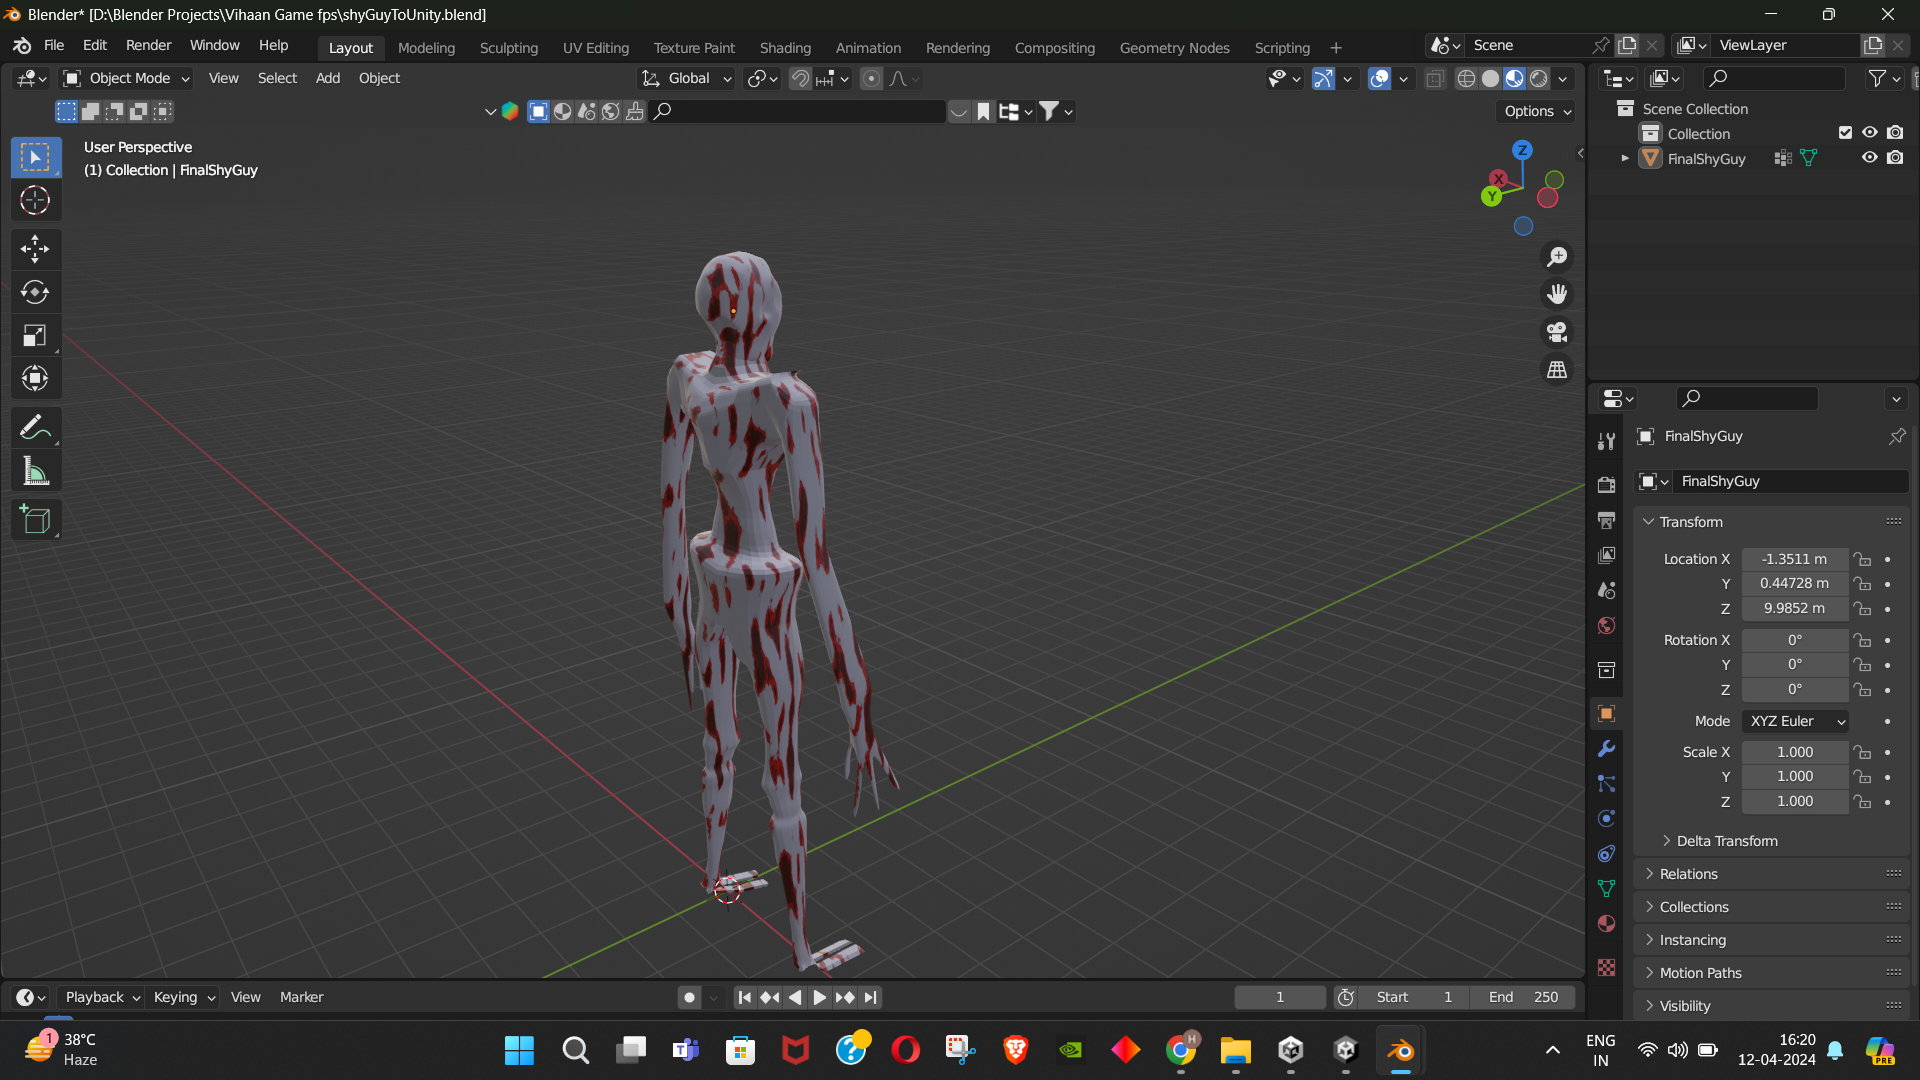 Blender* [D:\Blender Projects\Vihaan Game fps\shyGuyToUnity.blend]
File Edit Render Window Help Layout Modeling Sculpting UV Editing Texture Paint Shading Animation Rendering Compositing Geometry Nodes Scripting + Scene ViewLayer
Object Mode View Select Add Object Global
Options
User Perspective
(1) Collection | FinalShyGuy
Z
X
Y
Scene Collection
Collection
FinalShyGuy
FinalShyGuy
FinalShyGuy
Transform
Location X -1.3511 m
Y 0.44728 m
Z 9.9852 m
Rotation X 0°
Y 0°
Z 0°
Mode XYZ Euler
Scale X 1.000
Y 1.000
Z 1.000
Delta Transform
Relations
Collections
Instancing
Motion Paths
Visibility
Playback Keying View Marker 1 Start 1 End 250
1
38°C
Haze
H
ENG
IN
16:20
12-04-2024
PRE